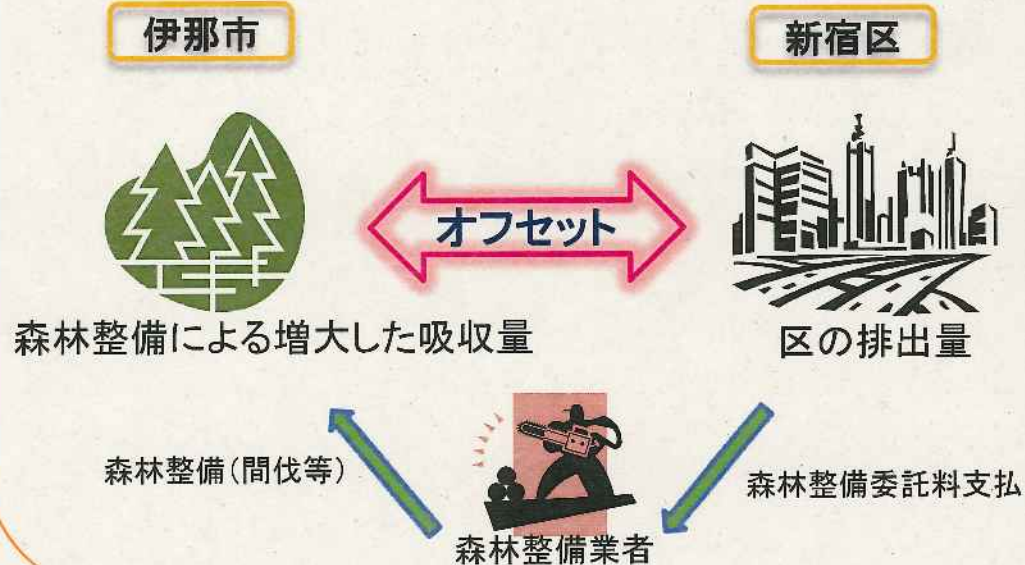 伊那市
新宿区
オフセット
森林整備による増大した吸収量
区の排出量
森林整備(間伐等)
森林整備委託料支払
森林整備業者